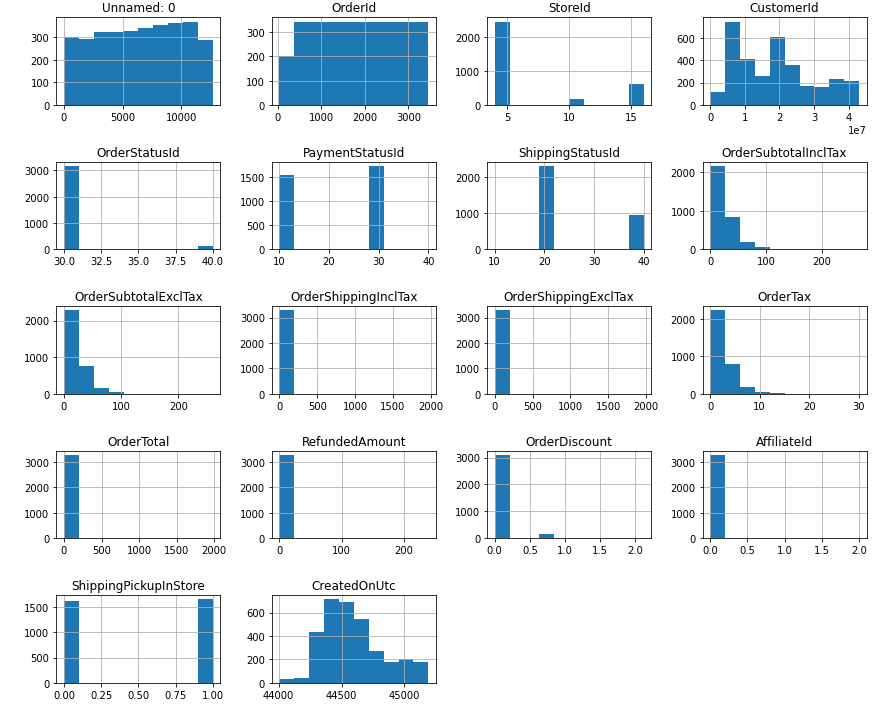 Unnamed: 0 OrderId StoreId CustomerId
300 200 100 0 400 300 200 100 0 2000 1000 0 600 400 200 0
0 5000 10000 0 1000 2000 3000 5 10 15 0 1 2 3 4
1e7
OrderStatusId PaymentStatusId ShippingStatusId OrderSubtotalInclTax
3000 2000 1000 0 1500 1000 500 0 2000 1000 0 2000 1000 0
30.0 32.5 35.0 37.5 40.0 10 20 30 40 10 20 30 40 0 100 200
OrderSubtotalExclTax OrderShippingInclTax OrderShippingExclTax OrderTax
2000 1000 0 3000 2000 1000 0 3000 2000 1000 0 2000 1000 0
0 100 200 0 500 1000 1500 2000 0 500 1000 1500 2000 0 10 20 30
OrderTotal RefundedAmount OrderDiscount AffiliateId
3000 2000 1000 0 3000 2000 1000 0 3000 2000 1000 0 3000 2000 1000 0
0 500 1000 1500 2000 0 100 200 0.0 0.5 1.0 1.5 2.0 0.0 0.5 1.0 1.5 2.0
ShippingPickupInStore CreatedOnUtc
1500 1000 500 0 600 400 200 0
0.00 0.25 0.50 0.75 1.00 44000 44500 45000